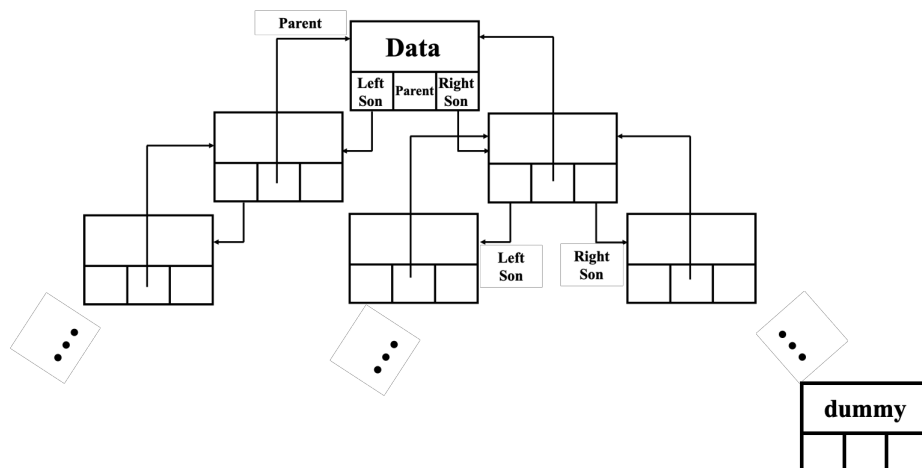 Parent
Data
Left
Son
Parent
Right
Son
Left
Son
Right
Son
dummy